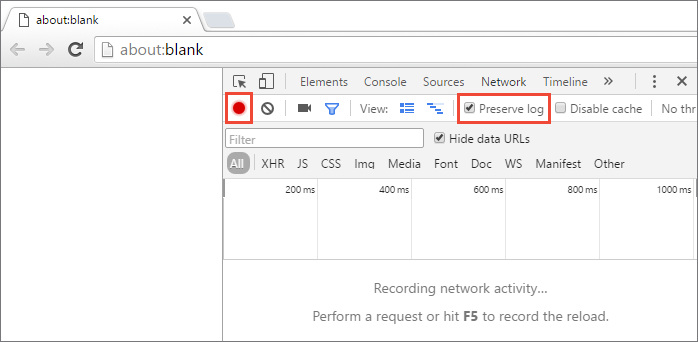 about:blank
about:blank
Elements Console Sources Network Timeline »
View: Preserve log Disable cache No thr
Filter Hide data URLs
All XHR JS CSS Img Media Font Doc WS Manifest Other
200 ms 400 ms 600 ms 800 ms 1000 ms
Recording network activity...
Perform a request or hit F5 to record the reload.